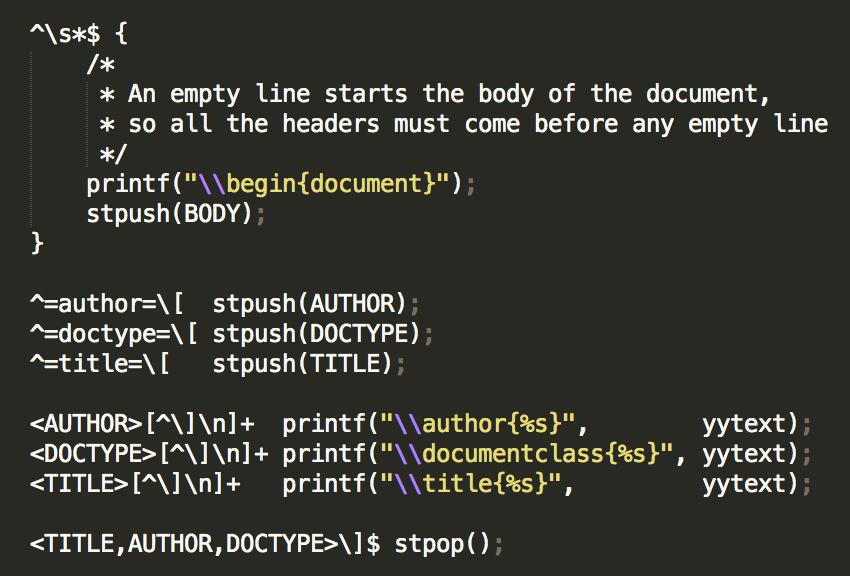 ^\s*$ {
    /*
     * An empty line starts the body of the document,
     * so all the headers must come before any empty line
     */
    printf("\\begin{document}");
    stpush(BODY);
}

^=author=\[  stpush(AUTHOR);
^=doctype=\[ stpush(DOCTYPE);
^=title=\[   stpush(TITLE);

<AUTHOR>[^\]\n]+  printf("\\author{%s}",        yytext);
<DOCTYPE>[^\]\n]+ printf("\\documentclass{%s}", yytext);
<TITLE>[^\]\n]+   printf("\\title{%s}",         yytext);

<TITLE,AUTHOR,DOCTYPE>\]$ stpop();